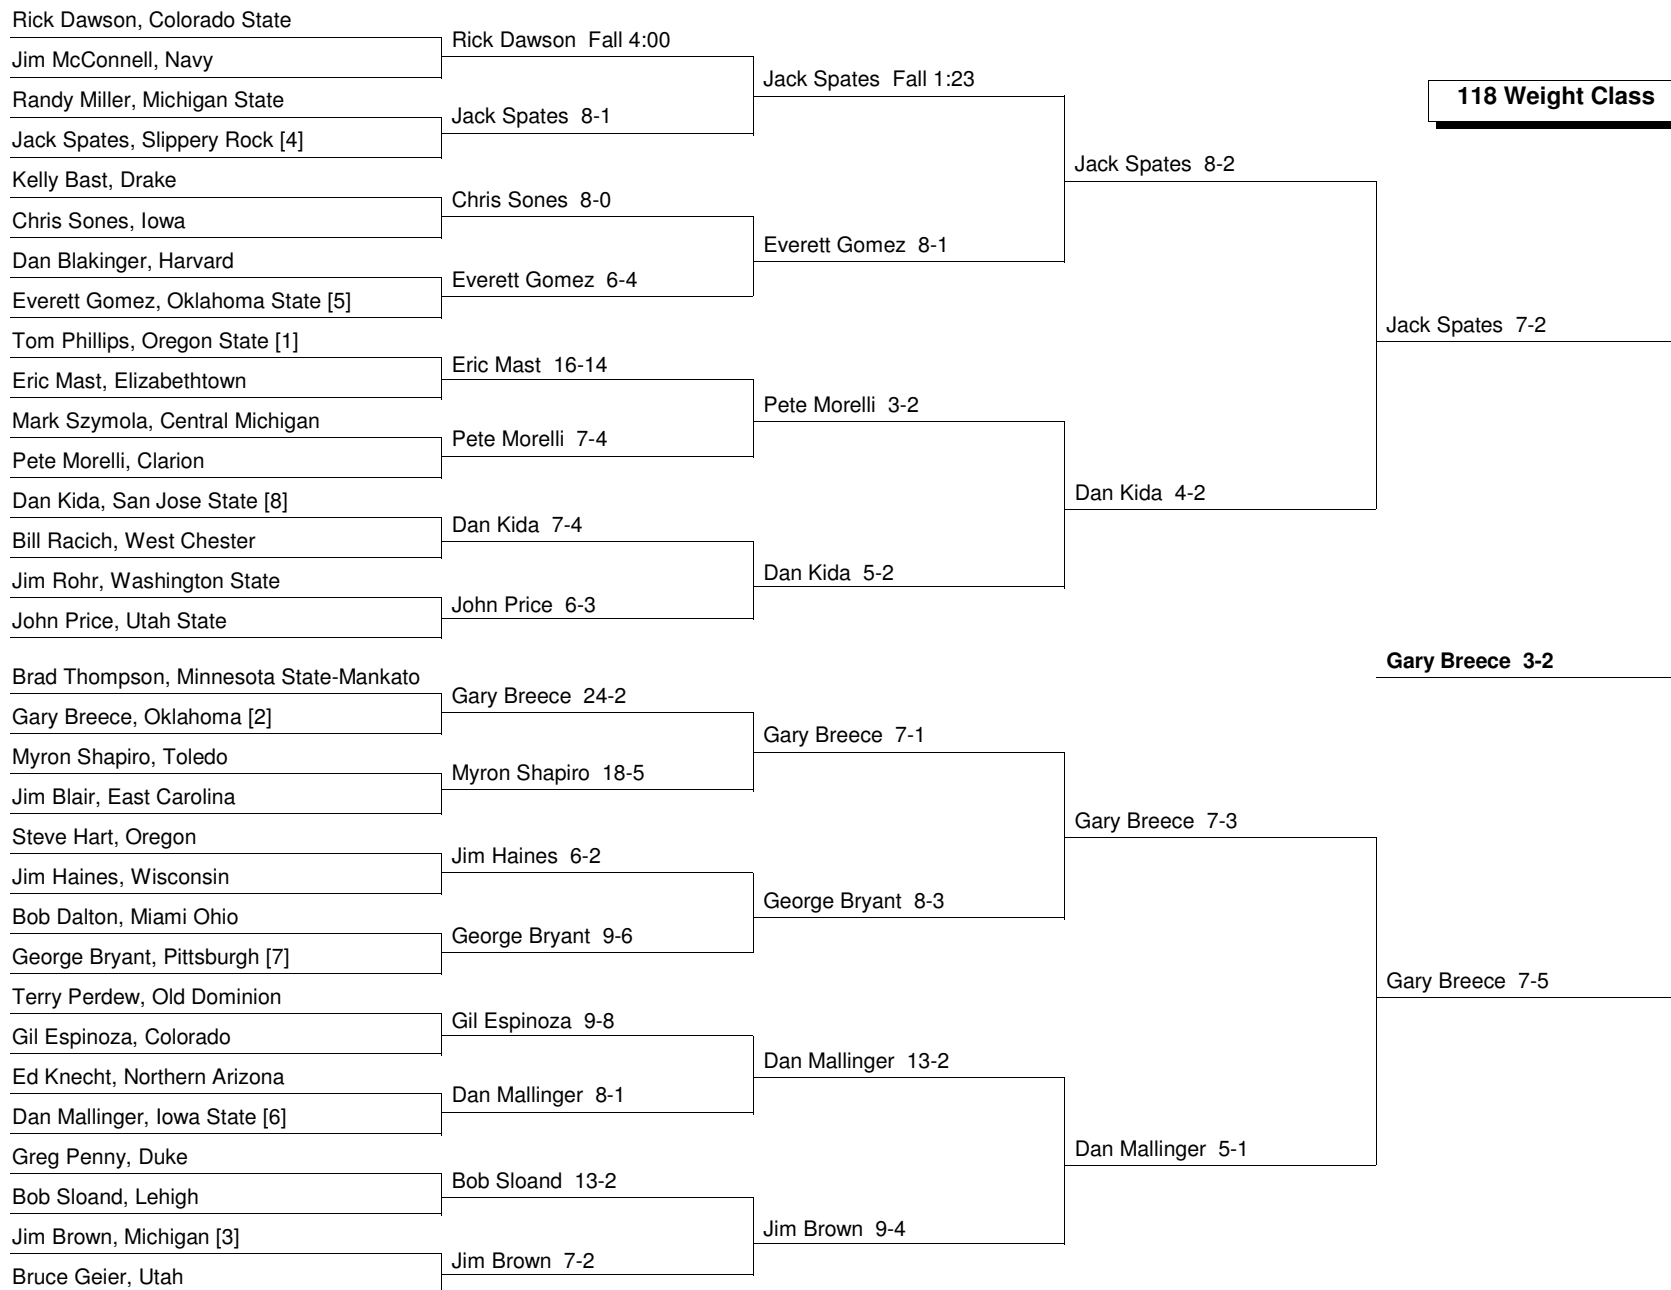 118 Weight Class
Rick Dawson, Colorado State
Jim McConnell, Navy
Randy Miller, Michigan State
Jack Spates, Slippery Rock [4]
Kelly Bast, Drake
Chris Sones, Iowa
Dan Blakinger, Harvard
Everett Gomez, Oklahoma State [5]
Tom Phillips, Oregon State [1]
Eric Mast, Elizabethtown
Mark Szymola, Central Michigan
Pete Morelli, Clarion
Dan Kida, San Jose State [8]
Bill Racich, West Chester
Jim Rohr, Washington State
John Price, Utah State
Brad Thompson, Minnesota State-Mankato
Gary Breece, Oklahoma [2]
Myron Shapiro, Toledo
Jim Blair, East Carolina
Steve Hart, Oregon
Jim Haines, Wisconsin
Bob Dalton, Miami Ohio
George Bryant, Pittsburgh [7]
Terry Perdew, Old Dominion
Gil Espinoza, Colorado
Ed Knecht, Northern Arizona
Dan Mallinger, Iowa State [6]
Greg Penny, Duke
Bob Sloand, Lehigh
Jim Brown, Michigan [3]
Bruce Geier, Utah
Rick Dawson Fall 4:00
Jack Spates 8-1
Chris Sones 8-0
Everett Gomez 6-4
Eric Mast 16-14
Pete Morelli 7-4
Dan Kida 7-4
John Price 6-3
Gary Breece 24-2
Myron Shapiro 18-5
Jim Haines 6-2
George Bryant 9-6
Gil Espinoza 9-8
Dan Mallinger 8-1
Bob Sloand 13-2
Jim Brown 7-2
Jack Spates Fall 1:23
Everett Gomez 8-1
Pete Morelli 3-2
Dan Kida 5-2
Gary Breece 7-1
George Bryant 8-3
Dan Mallinger 13-2
Jim Brown 9-4
Jack Spates 8-2
Dan Kida 4-2
Gary Breece 7-3
Dan Mallinger 5-1
Jack Spates 7-2
Gary Breece 3-2
Gary Breece 7-5